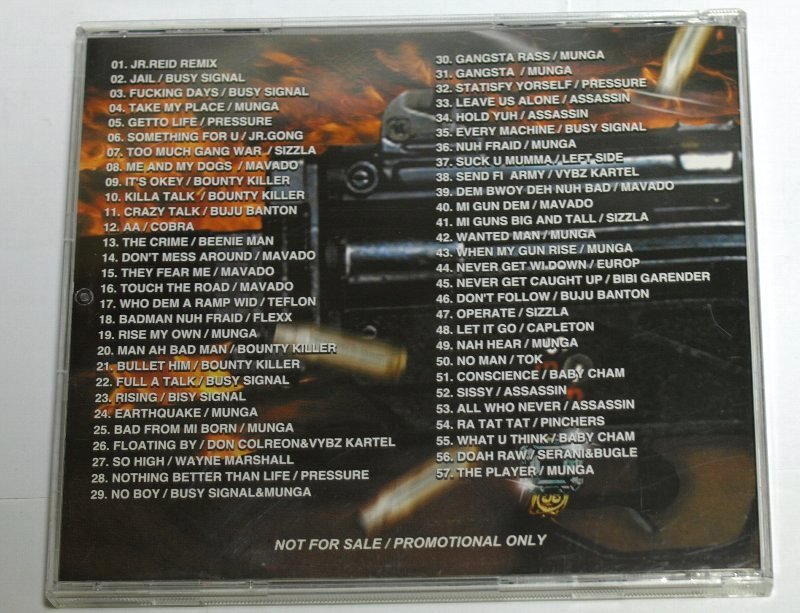 01. JR.REID REMIX
02. JAIL / BUSY SIGNAL
03. FUCKING DAYS / BUSY SIGNAL
04. TAKE MY PLACE / MUNGA
05. GETTO LIFE / PRESSURE
06. SOMETHING FOR U / JR.GONG
07. TOO MUCH GANG WAR / SIZZLA
08. ME AND MY DOGS / MAVADO
09. IT'S OKEY / BOUNTY KILLER
10. KILLA TALK / BOUNTY KILLER
11. CRAZY TALK / BUJU BANTON
12. AA / COBRA
13. THE CRIME / BEENIE MAN
14. DON'T MESS AROUND / MAVADO
15. THEY FEAR ME / MAVADO
16. TOUCH THE ROAD / MAVADO
17. WHO DEM A RAMP WID / TEFLON
18. BADMAN NUH FRAID / FLEXX
19. RISE MY OWN / MUNGA
20. MAN AH BAD MAN / BOUNTY KILLER
21. BULLET HIM / BOUNTY KILLER
22. FULL A TALK / BUSY SIGNAL
23. RISING / BISY SIGNAL
24. EARTHQUAKE / MUNGA
25. BAD FROM MI BORN / MUNGA
26. FLOATING BY / DON COLREON&VYBZ KARTEL
27. SO HIGH / WAYNE MARSHALL
28. NOTHING BETTER THAN LIFE / PRESSURE
29. NO BOY / BUSY SIGNAL&MUNGA
30. GANGSTA RASS / MUNGA
31. GANGSTA / MUNGA
32. STATISFY YORSELF / PRESSURE
33. LEAVE US ALONE / ASSASSIN
34. HOLD YUH / ASSASSIN
35. EVERY MACHINE / BUSY SIGNAL
36. NUH FRAID / MUNGA
37. SUCK U MUMMA / LEFT SIDE
38. SEND FI ARMY / VYBZ KARTEL
39. DEM BWOY DEH NUH BAD / MAVADO
40. MI GUN DEM / MAVADO
41. MI GUNS BIG AND TALL / SIZZLA
42. WANTED MAN / MUNGA
43. WHEN MY GUN RISE / MUNGA
44. NEVER GET WI DOWN / EUROP
45. NEVER GET CAUGHT UP / BIBI GARENDER
46. DON'T FOLLOW / BUJU BANTON
47. OPERATE / SIZZLA
48. LET IT GO / CAPLETON
49. NAH HEAR / MUNGA
50. NO MAN / TOK
51. CONSCIENCE / BABY CHAM
52. SISSY / ASSASSIN
53. ALL WHO NEVER / ASSASSIN
54. RA TAT TAT / PINCHERS
55. WHAT U THINK / BABY CHAM
56. DOAH RAW / SERANI&BUGLE
57. THE PLAYER / MUNGA
NOT FOR SALE / PROMOTIONAL ONLY